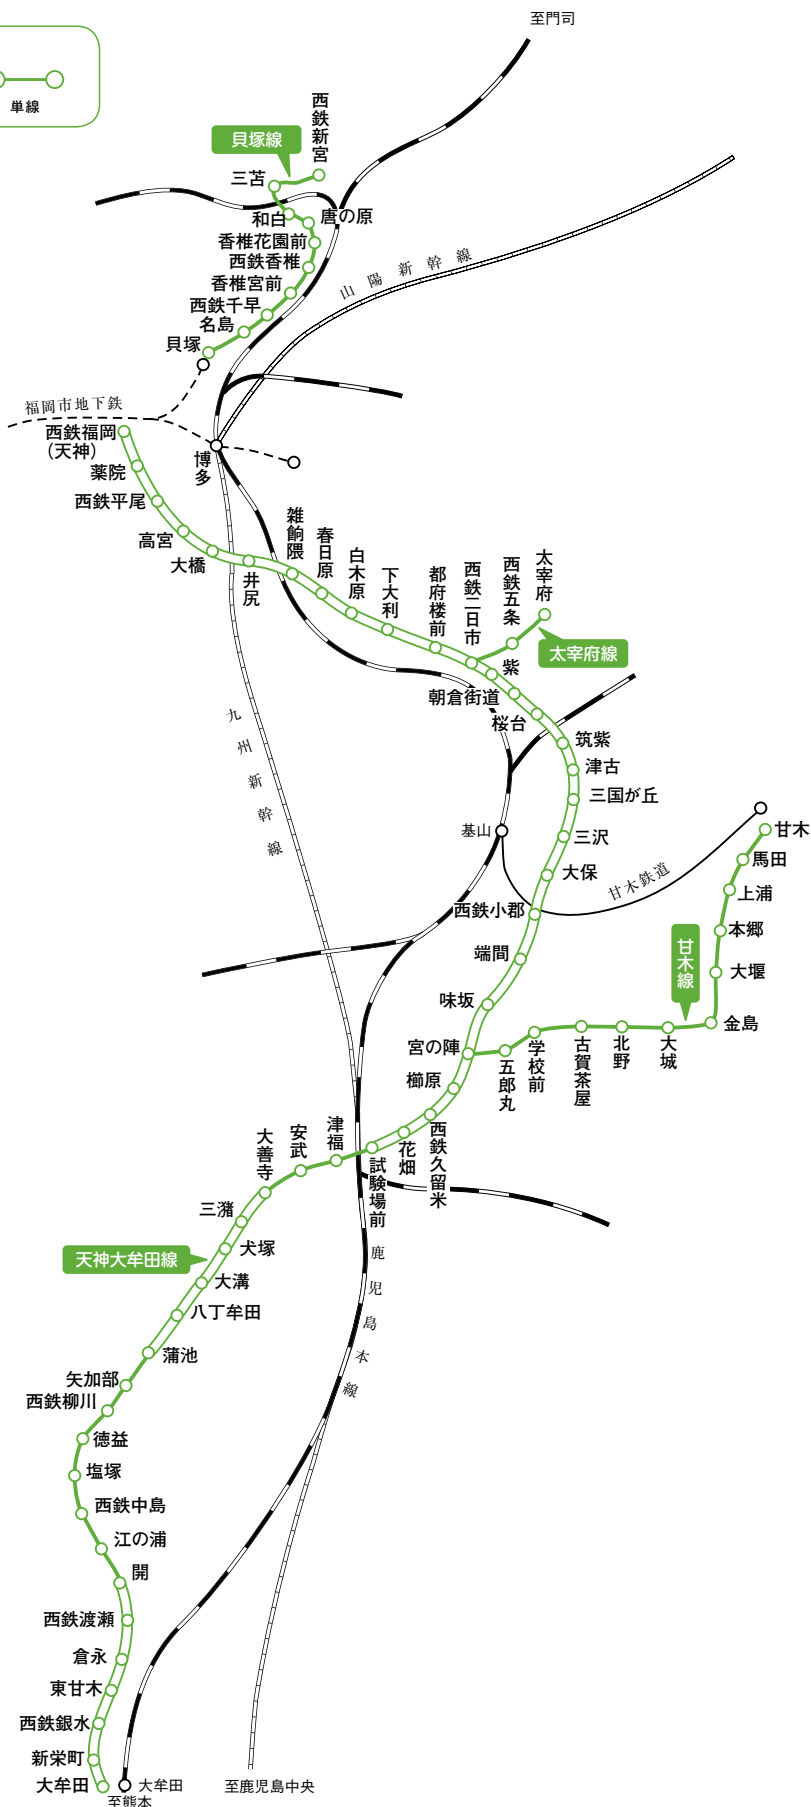 至門司
単線
西鉄新宮
貝塚線
三苫
和白
唐の原
香椎花園前
西鉄香椎
香椎宮前
西鉄千早
名島
貝塚
山陽新幹線
福岡市地下鉄
西鉄福岡
(天神)
博多
薬院
西鉄平尾
高宮
大橋
井尻
雑餉隈
春日原
白木原
下大利
都府楼前
西鉄二日市
西鉄五条
太宰府
太宰府線
紫
朝倉街道
桜台
筑紫
津古
三国が丘
九州新幹線
基山
三沢
甘木
馬田
大保
甘木鉄道
上浦
西鉄小郡
本郷
甘木線
端間
大堰
味坂
金島
宮の陣
五郎丸
学校前
古賀茶屋
北野
大城
櫛原
西鉄久留米
花畑
試験場前
津福
安武
大善寺
三潴
犬塚
天神大牟田線
大溝
鹿児島本線
八丁牟田
蒲池
矢加部
西鉄柳川
徳益
塩塚
西鉄中島
江の浦
開
西鉄渡瀬
倉永
東甘木
西鉄銀水
新栄町
大牟田
大牟田
至熊本
至鹿児島中央